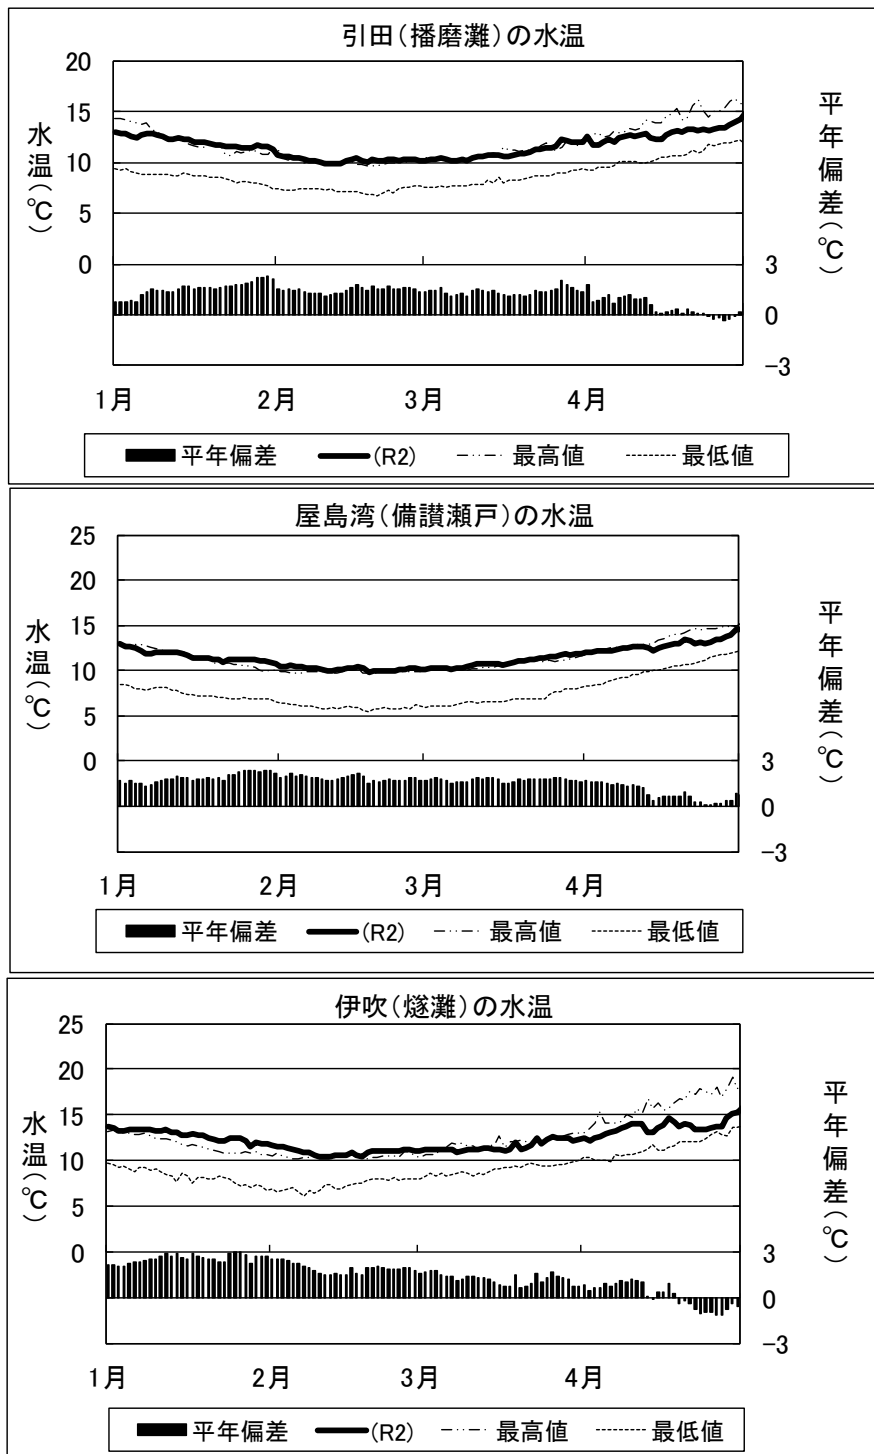 引田(播磨灘)の水温
20
15
10
5
0
水温(℃)
3
0
−3
平年偏差(℃)
1月 2月 3月 4月
平年偏差 (R2) 最高値 最低値
屋島湾(備讃瀬戸)の水温
25
20
15
10
5
0
水温(℃)
3
0
−3
平年偏差(℃)
1月 2月 3月 4月
平年偏差 (R2) 最高値 最低値
伊吹(燧灘)の水温
25
20
15
10
5
0
水温(℃)
3
0
−3
平年偏差(℃)
1月 2月 3月 4月
平年偏差 (R2) 最高値 最低値